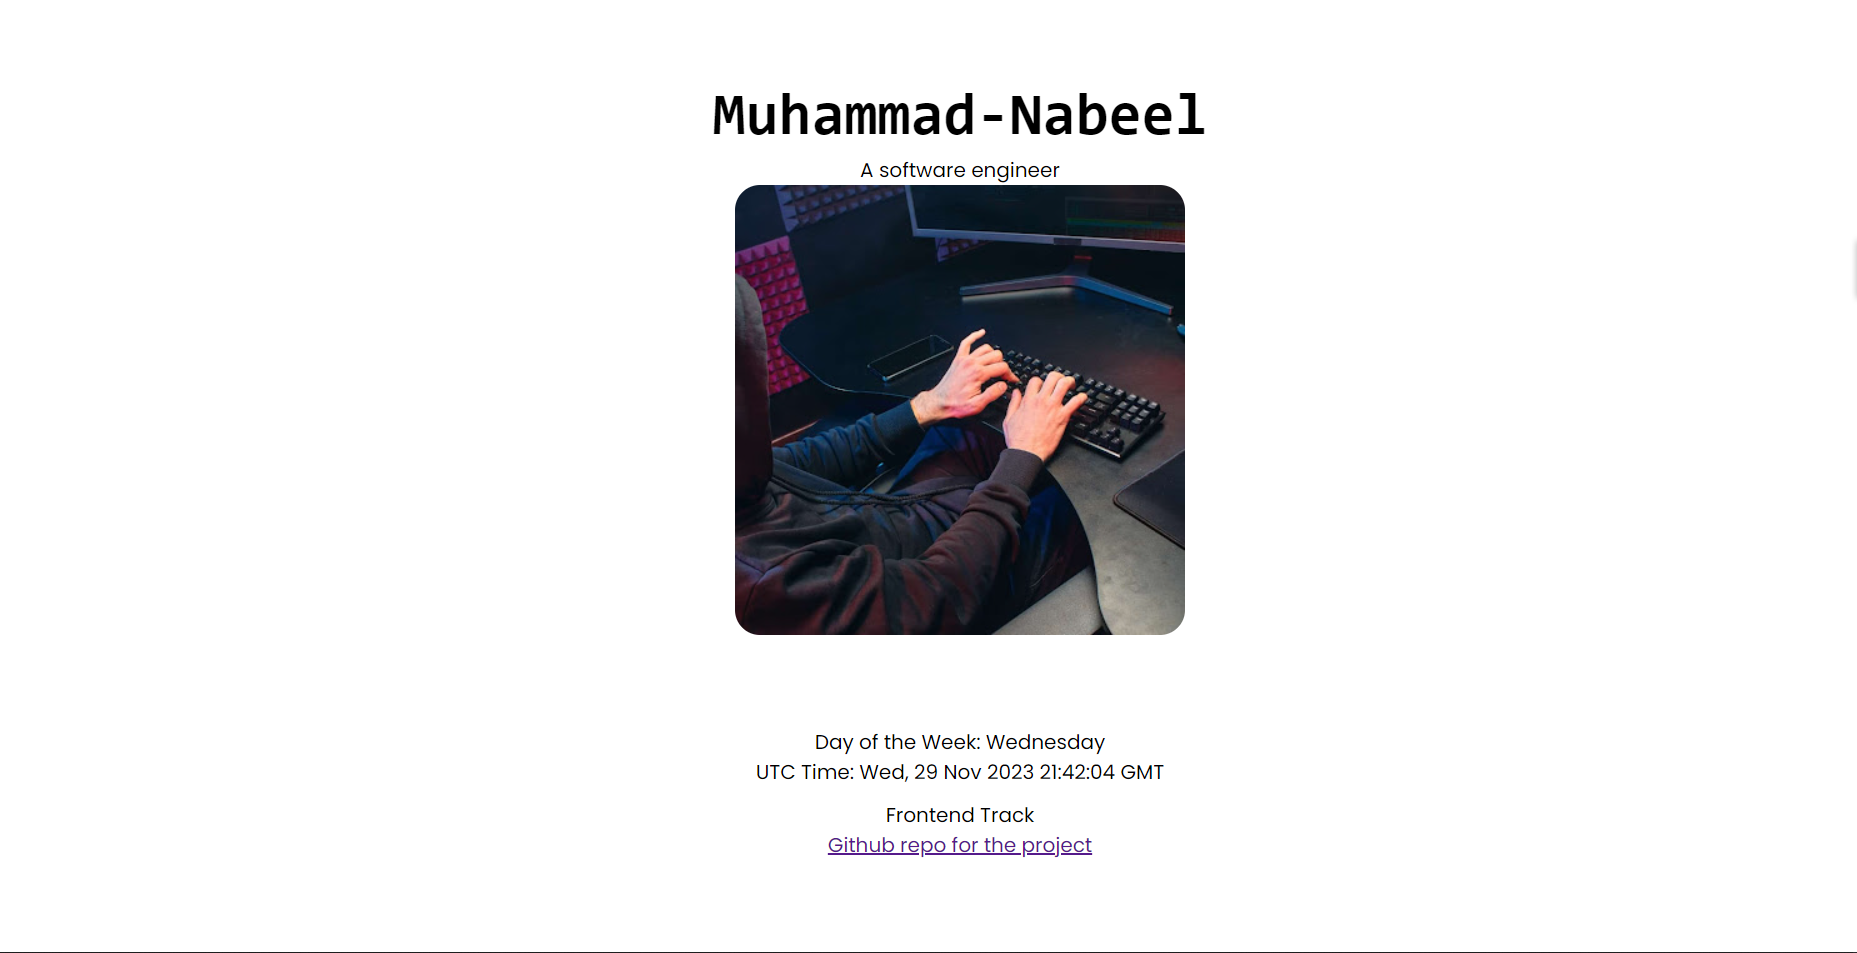 Muhammad-Nabeel
A software engineer
Day of the Week: Wednesday
UTC Time: Wed, 29 Nov 2023 21:42:04 GMT
Frontend Track
Github repo for the project